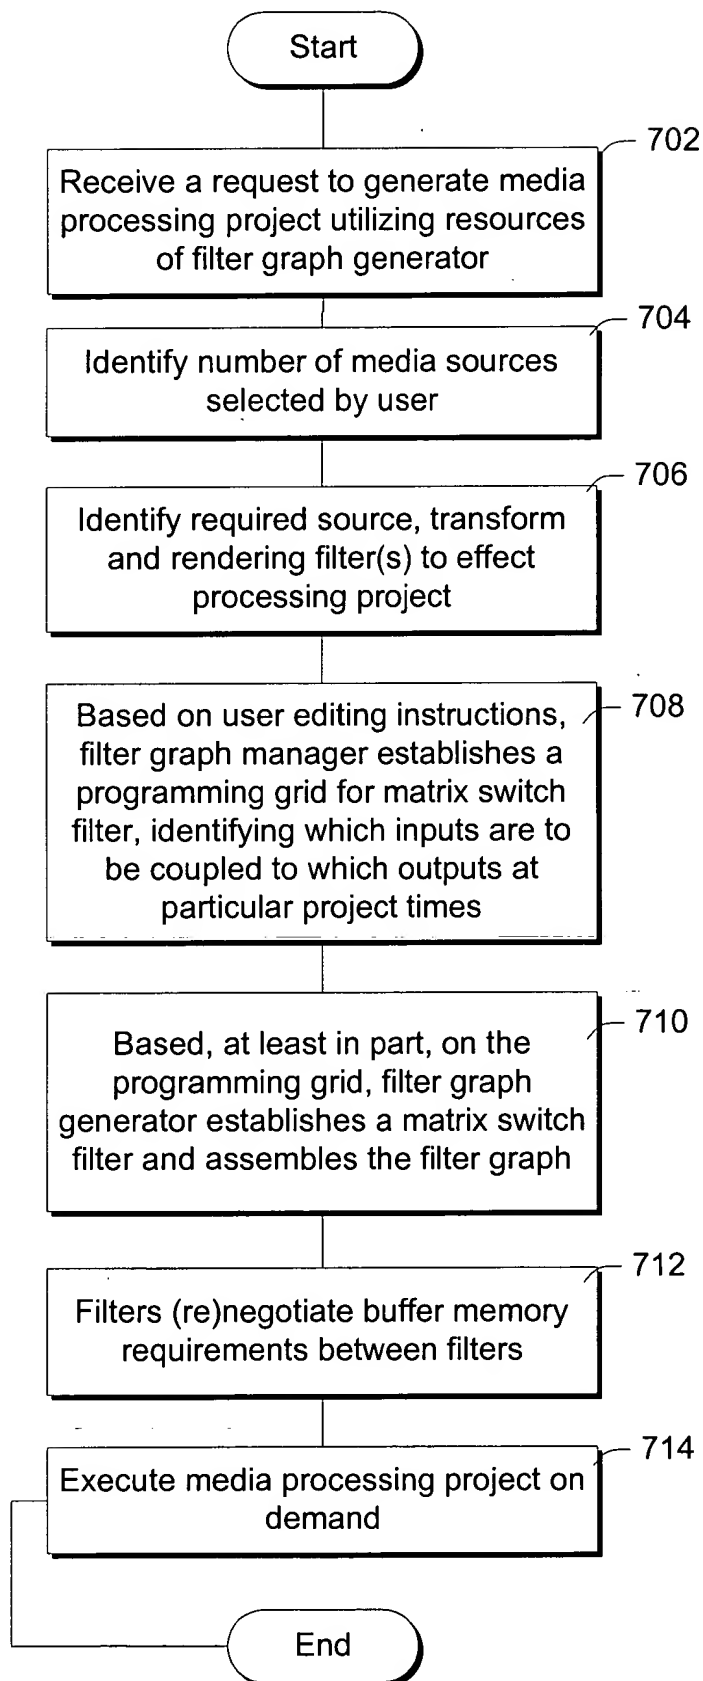 Start
702
Receive a request to generate media
processing project utilizing resources
of filter graph generator
704
Identify number of media sources
selected by user
706
Identify required source, transform
and rendering filter(s) to effect
processing project
708
Based on user editing instructions,
filter graph manager establishes a
programming grid for matrix switch
filter, identifying which inputs are to
be coupled to which outputs at
particular project times
710
Based, at least in part, on the
programming grid, filter graph
generator establishes a matrix switch
filter and assembles the filter graph
712
Filters (re)negotiate buffer memory
requirements between filters
714
Execute media processing project on
demand
End